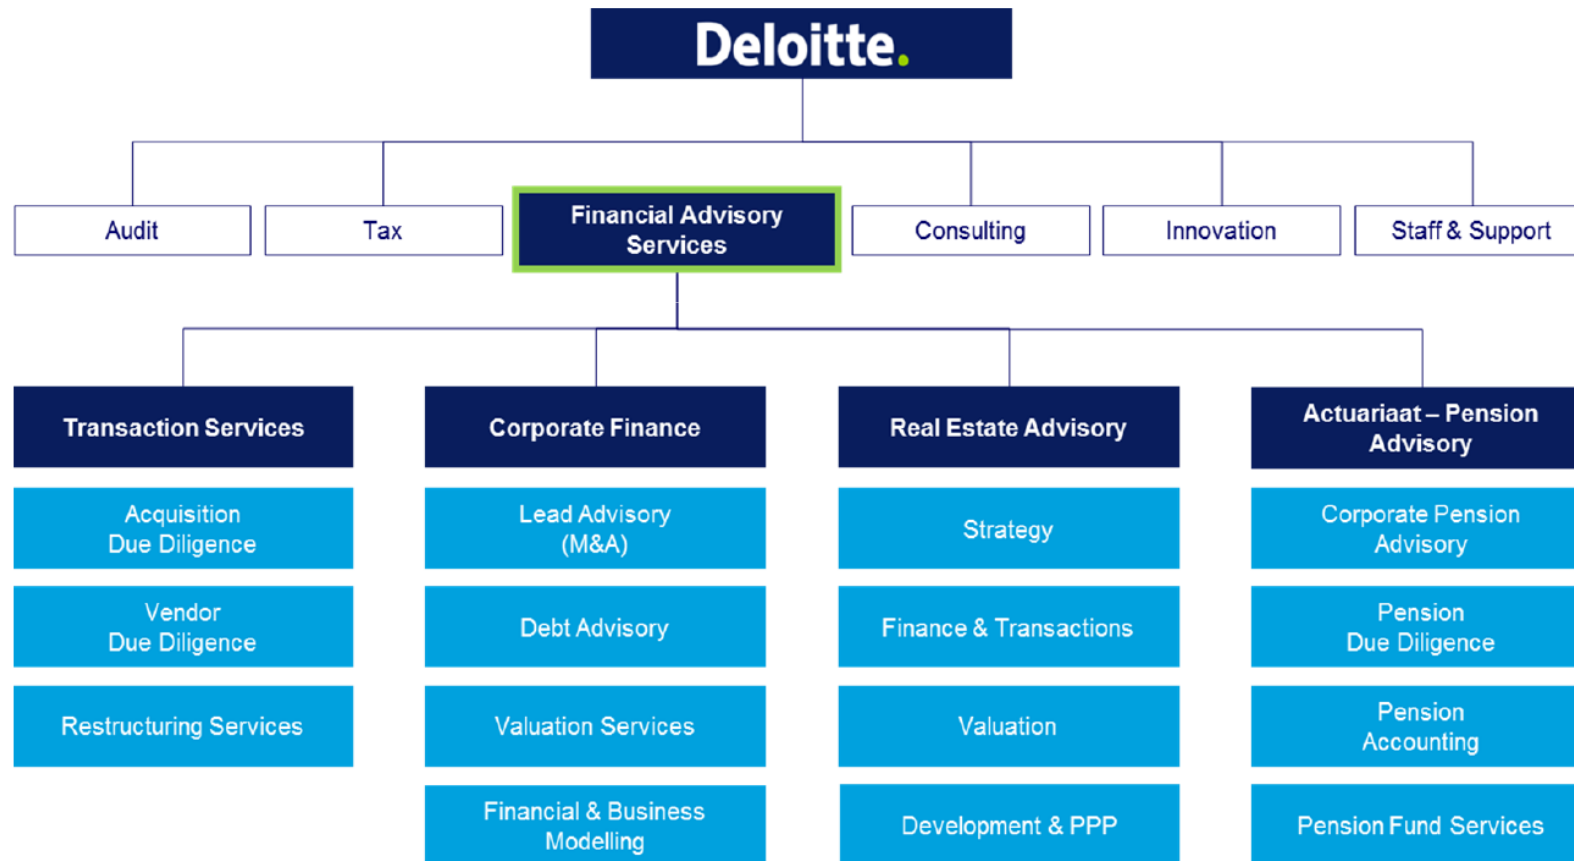 Deloitte.
Audit
Tax
Financial Advisory
Services
Consulting
Innovation
Staff & Support
Transaction Services
Corporate Finance
Real Estate Advisory
Actuariaat – Pension
Advisory
Acquisition
Due Diligence
Lead Advisory
(M&A)
Strategy
Corporate Pension
Advisory
Vendor
Due Diligence
Debt Advisory
Finance & Transactions
Pension
Due Diligence
Restructuring Services
Valuation Services
Valuation
Pension
Accounting
Financial & Business
Modelling
Development & PPP
Pension Fund Services